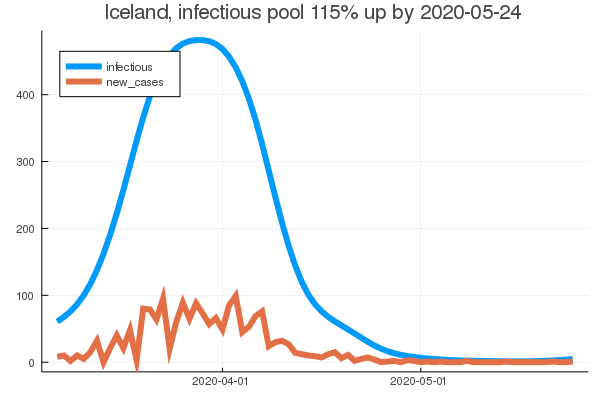 Iceland, infectious pool 115% up by 2020-05-24
infectious
new_cases
400
300
200
100
0
2020-04-01
2020-05-01